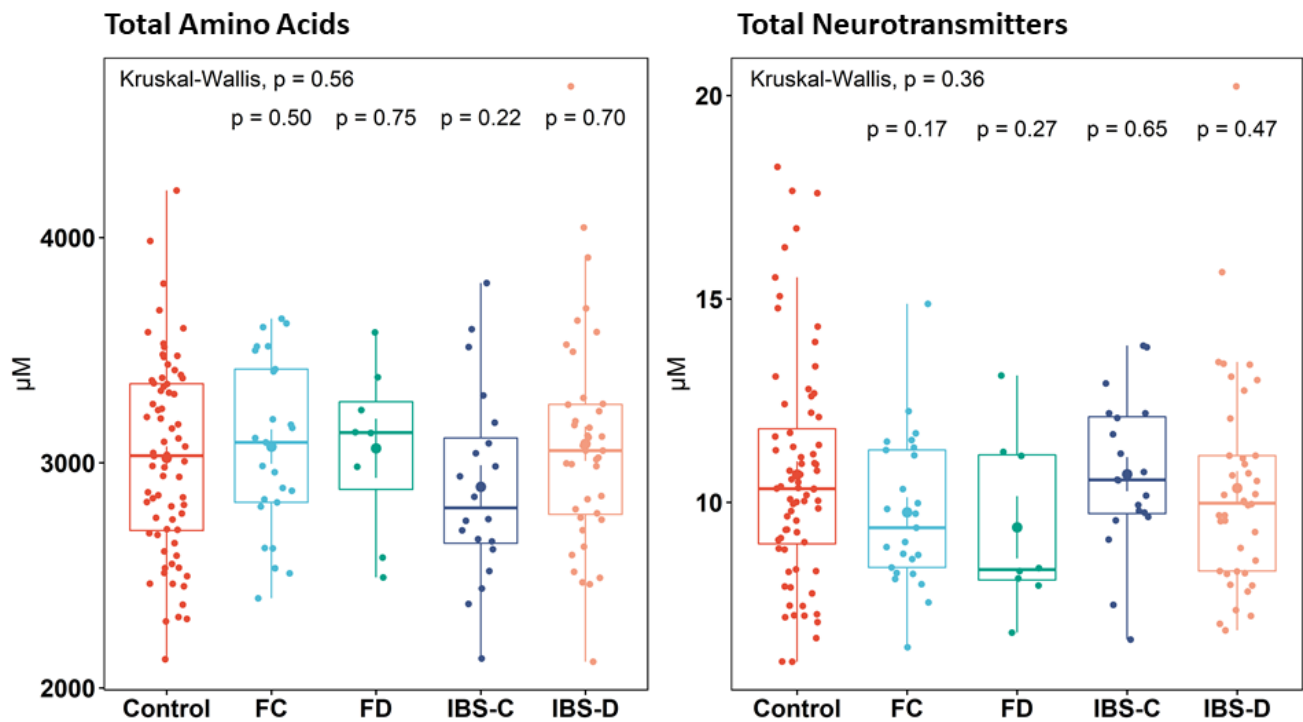 Total Amino Acids
Kruskal-Wallis, p = 0.56
p = 0.50 p = 0.75 p = 0.22 p = 0.70
µM
4000
3000
2000
Control FC FD IBS-C IBS-D
Total Neurotransmitters
Kruskal-Wallis, p = 0.36
p = 0.17 p = 0.27 p = 0.65 p = 0.47
µM
20
15
10
Control FC FD IBS-C IBS-D